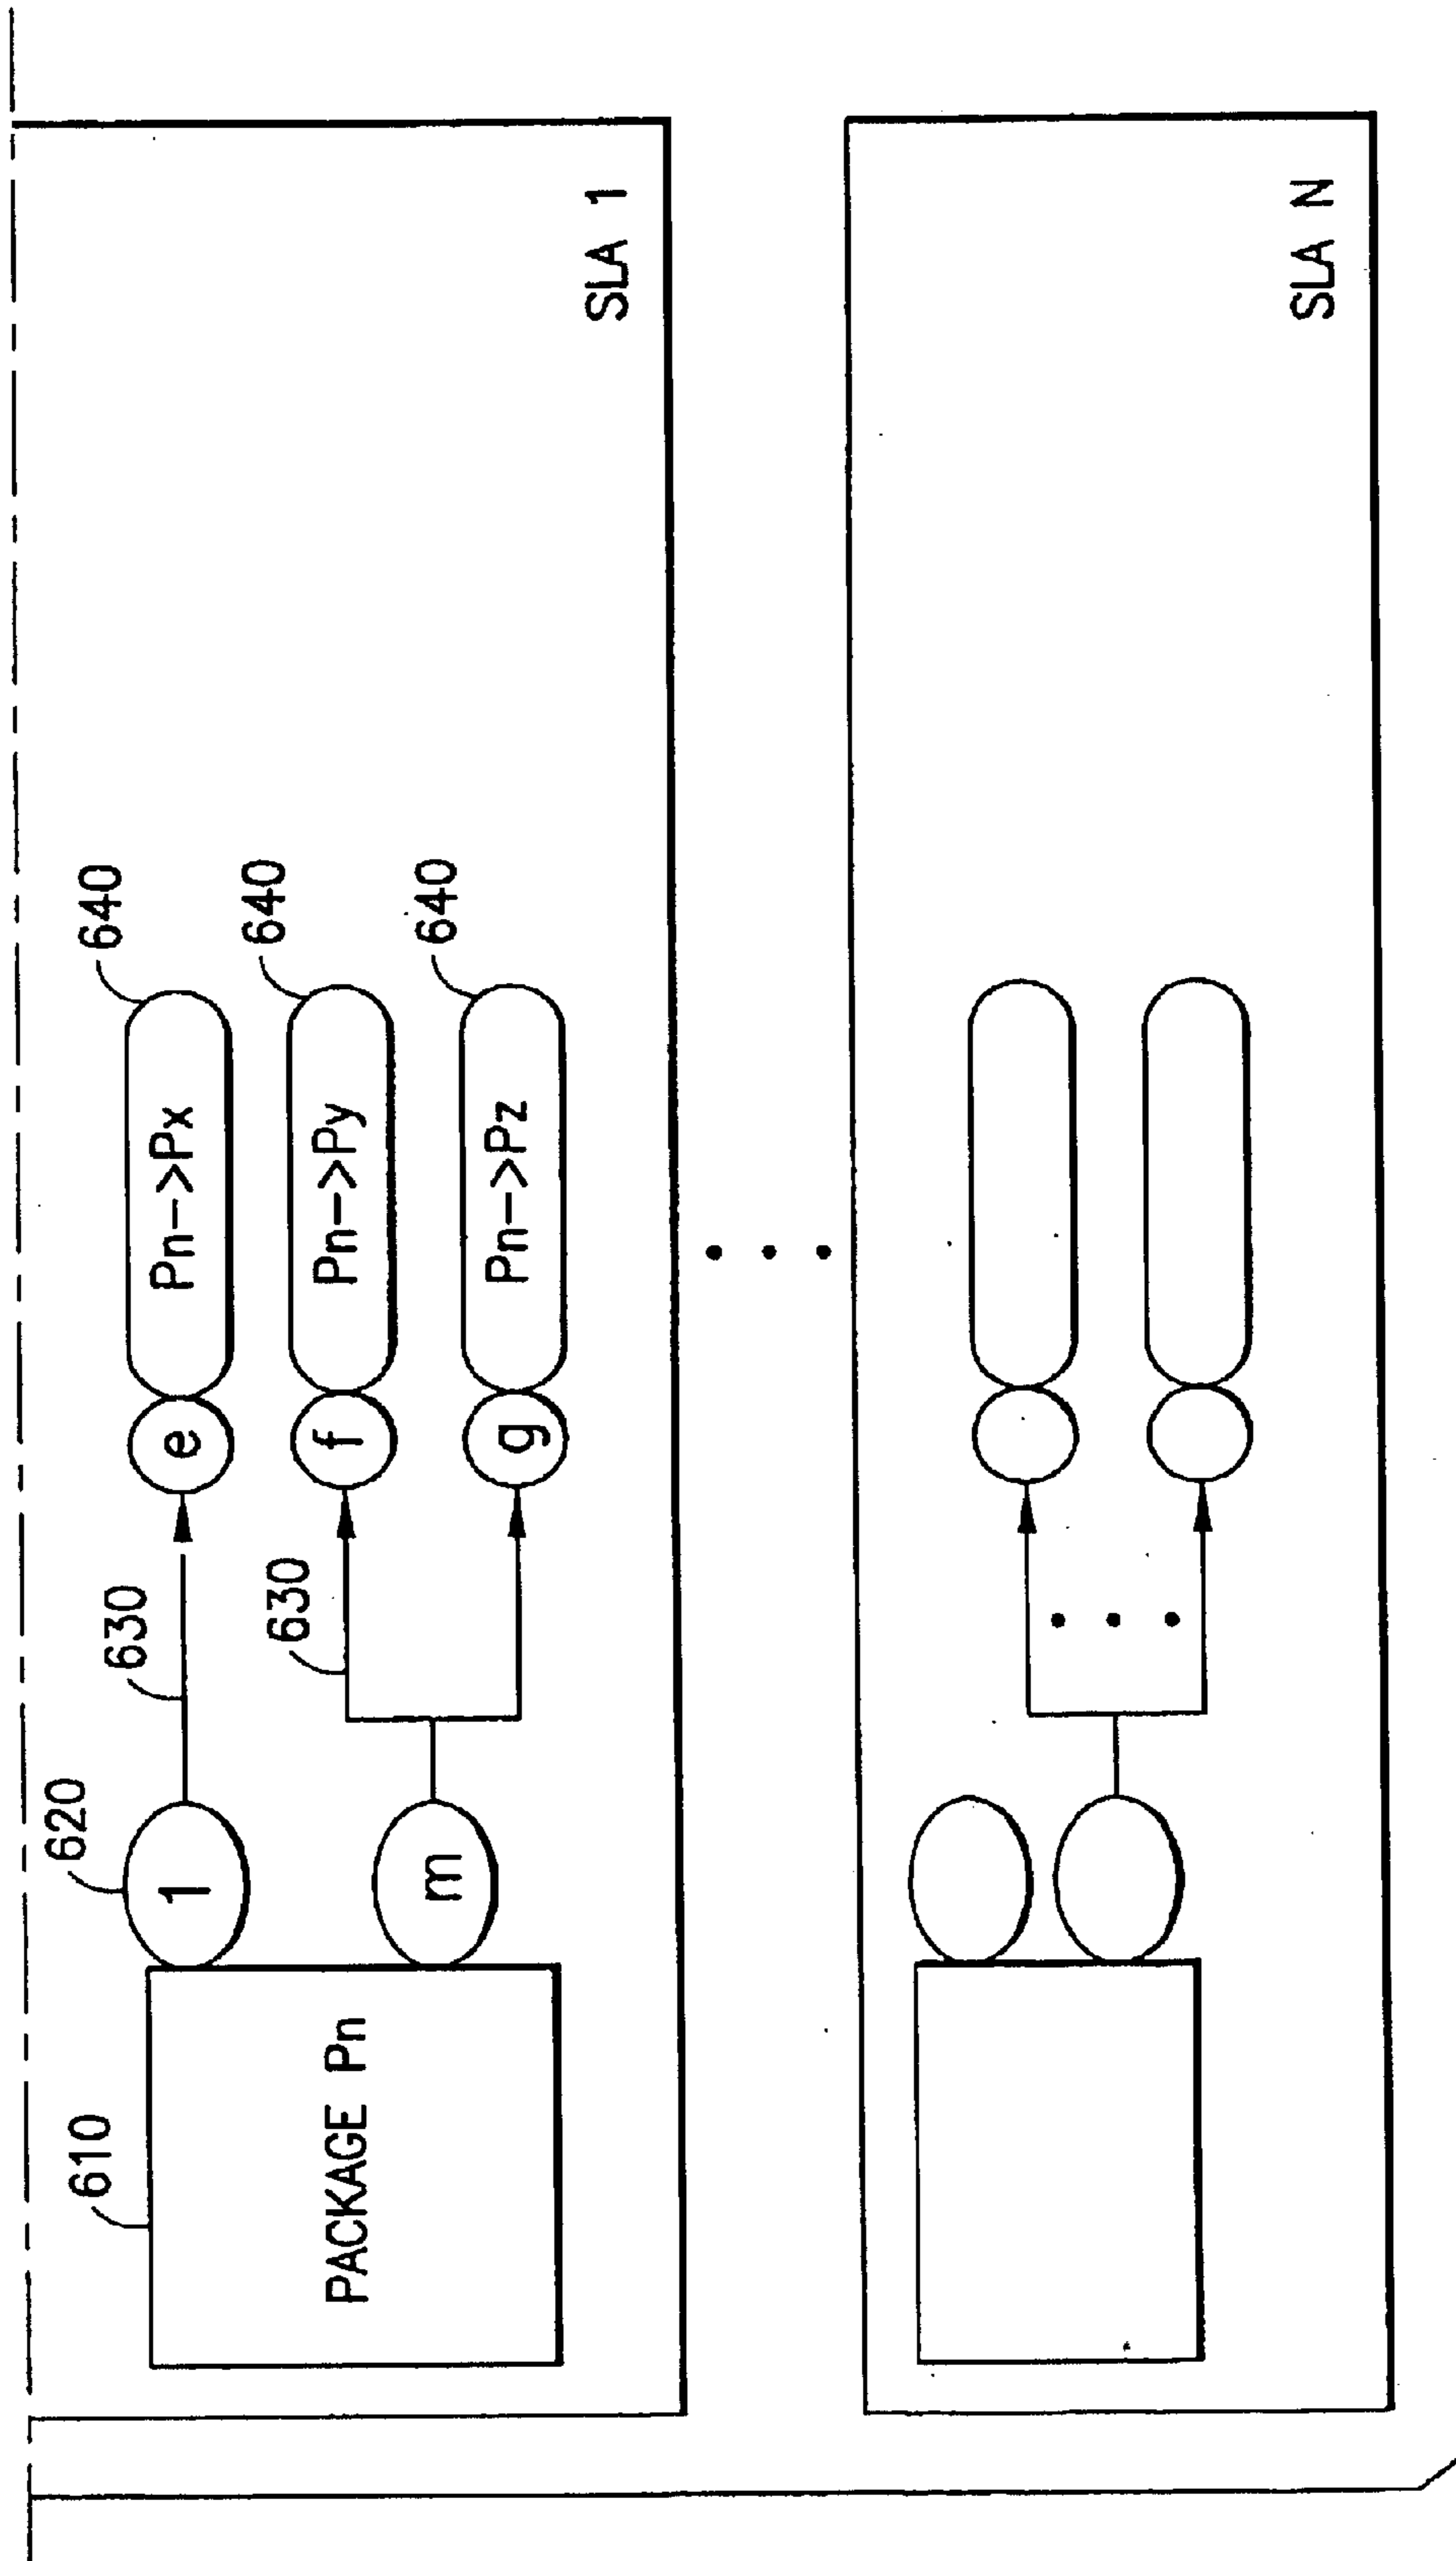 610
620
630
640
PACKAGE Pn
1
e
Pn->Px
630
640
m
f
Pn->Py
640
g
Pn->Pz
SLA 1
SLA N